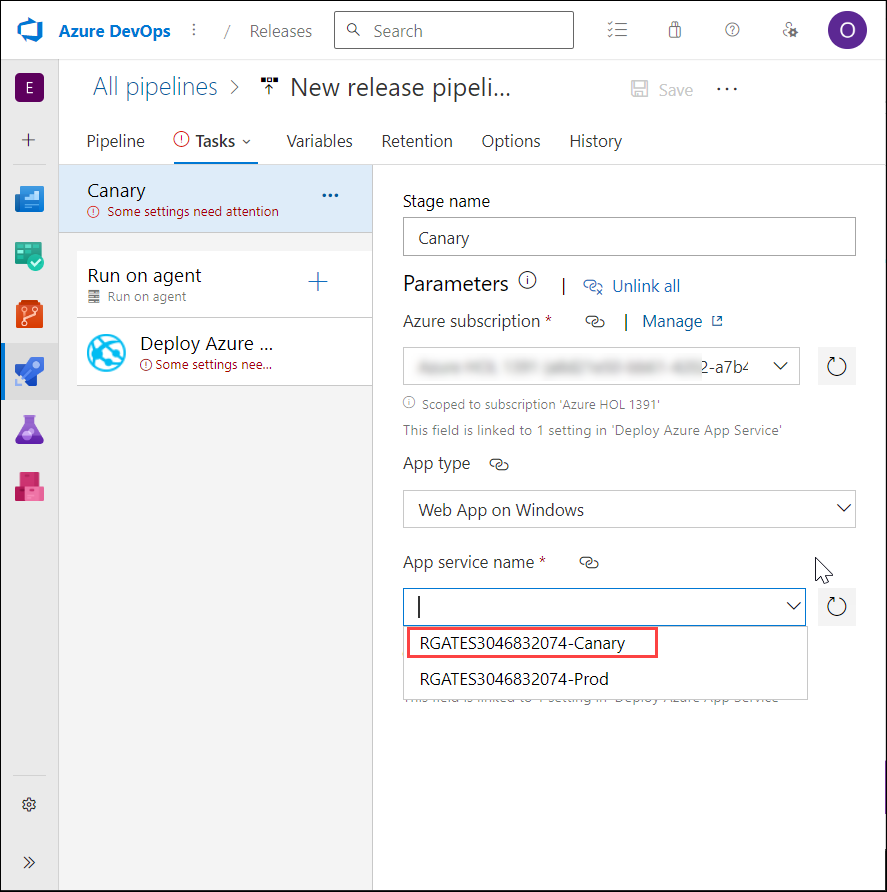 Azure DevOps / Releases Search O
E All pipelines New release pipeli... Save ...
Pipeline Tasks Variables Retention Options History
Canary
Some settings need attention
Run on agent
Run on agent
Deploy Azure ...
Some settings nee...
Stage name
Canary
Parameters | Unlink all
Azure subscription * | Manage
2-a7b4
Scoped to subscription 'Azure HOL 1391'
This field is linked to 1 setting in 'Deploy Azure App Service'
App type
Web App on Windows
App service name *
RGATES3046832074-Canary
RGATES3046832074-Prod
This field is linked to 1 setting in 'Deploy Azure App Service'